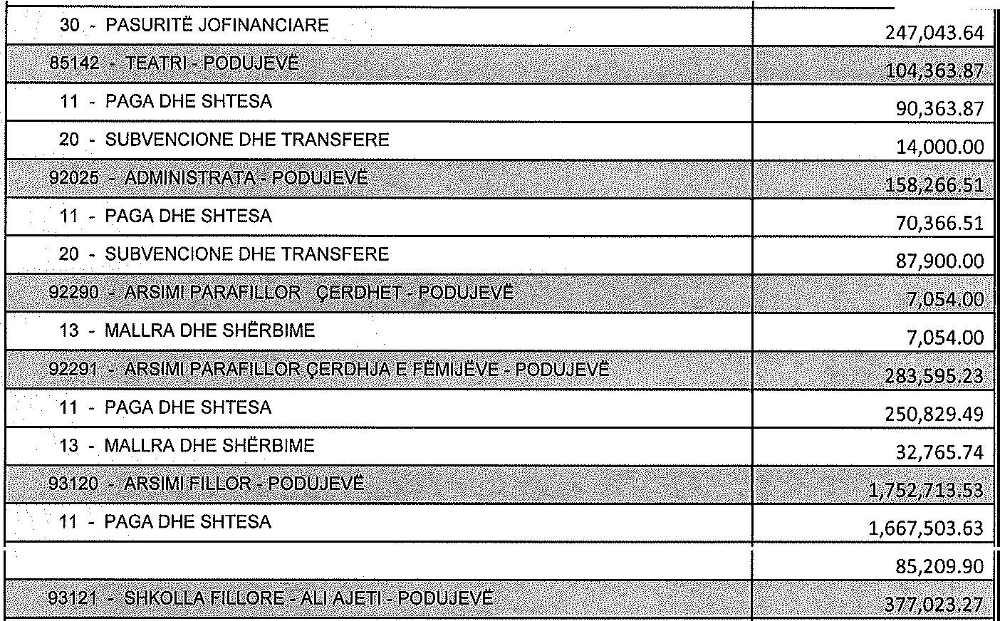 30 - PASURITË JOFINANCIARE 247,043.64
85142 - TEATRI - PODUJEVË 104,363.87
11 - PAGA DHE SHTESA 90,363.87
20 - SUBVENCIONE DHE TRANSFERE 14,000.00
92025 - ADMINISTRATA - PODUJEVË 158,266.51
11 - PAGA DHE SHTESA 70,366.51
20 - SUBVENCIONE DHE TRANSFERE 87,900.00
92290 - ARSIMI PARAFILLOR ÇERDHET - PODUJEVË 7,054.00
13 - MALLRA DHE SHËRBIME 7,054.00
92291 - ARSIMI PARAFILLOR ÇERDHJA E FËMIJËVE - PODUJEVË 283,595.23
11 - PAGA DHE SHTESA 250,829.49
13 - MALLRA DHE SHËRBIME 32,765.74
93120 - ARSIMI FILLOR - PODUJEVË 1,752,713.53
11 - PAGA DHE SHTESA 1,667,503.63
85,209.90
93121 - SHKOLLA FILLORE - ALI AJETI - PODUJEVË 377,023.27